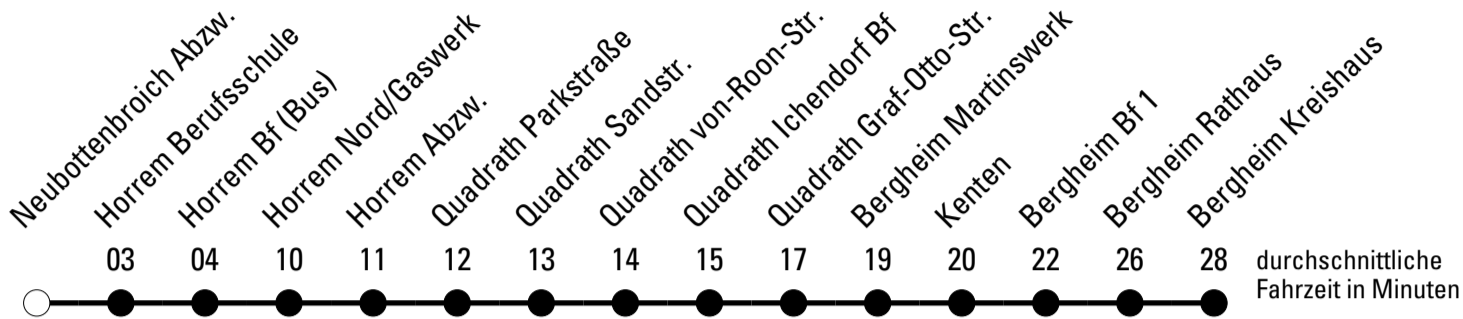 Neubottenbroich Abzw.
Horrem Berufsschule
Horrem Bf (Bus)
Horrem Nord/Gaswerk
Horrem Abzw.
Quadrath Parkstraße
Quadrath Sandstr.
Quadrath von-Roon-Str.
Quadrath Ichendorf Bf
Quadrath Graf-Otto-Str.
Bergheim Martinswerk
Kenten
Bergheim Bf 1
Bergheim Rathaus
Bergheim Kreishaus
03 04 10 11 12 13 14 15 17 19 20 22 26 28
durchschnittliche
Fahrzeit in Minuten